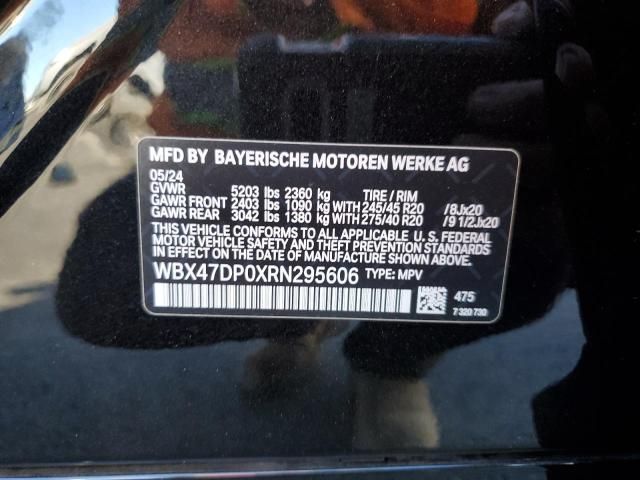 MFD BY BAYERISCHE MOTOREN WERKE AG
05/24
GVWR 5203 lbs 2360 kg TIRE / RIM
GAWR FRONT 2403 lbs 1090 kg WITH 245/45 R20 /8Jx20
GAWR REAR 3042 lbs 1380 kg WITH 275/40 R20 /9 1/2Jx20
THIS VEHICLE CONFORMS TO ALL APPLICABLE U. S. FEDERAL
MOTOR VEHICLE SAFETY AND THEFT PREVENTION STANDARDS
IN EFFECT ON THE DATE OF MANUFACTURE SHOWN ABOVE.
WBX47DP0XRN295606 TYPE: MPV
475
7 320 730